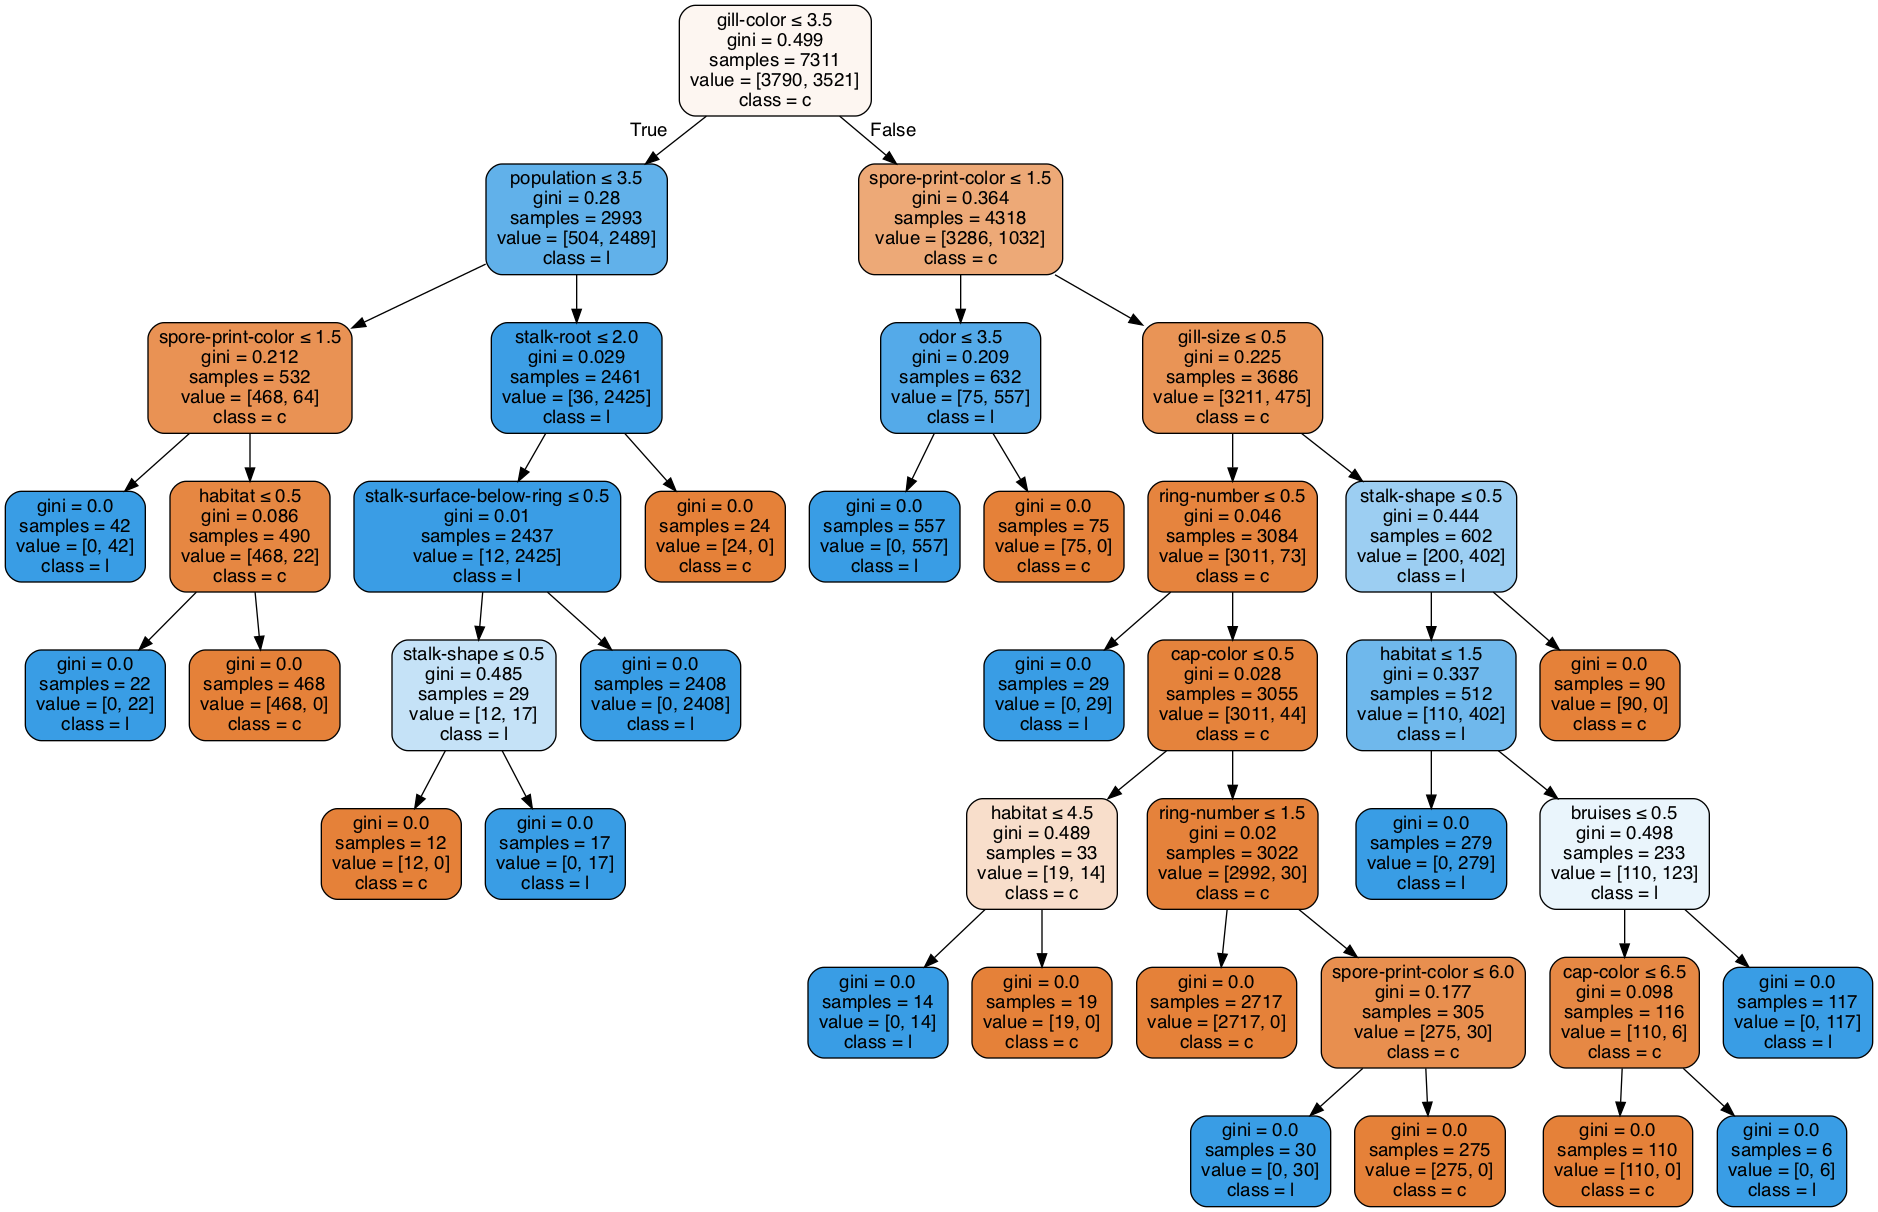 gill-color ≤ 3.5
gini = 0.499
samples = 7311
value = [3790, 3521]
class = c
True
False
population ≤ 3.5
gini = 0.28
samples = 2993
value = [504, 2489]
class = l
spore-print-color ≤ 1.5
gini = 0.364
samples = 4318
value = [3286, 1032]
class = c
spore-print-color ≤ 1.5
gini = 0.212
samples = 532
value = [468, 64]
class = c
stalk-root ≤ 2.0
gini = 0.029
samples = 2461
value = [36, 2425]
class = l
odor ≤ 3.5
gini = 0.209
samples = 632
value = [75, 557]
class = l
gill-size ≤ 0.5
gini = 0.225
samples = 3686
value = [3211, 475]
class = c
gini = 0.0
samples = 42
value = [0, 42]
class = l
habitat ≤ 0.5
gini = 0.086
samples = 490
value = [468, 22]
class = c
stalk-surface-below-ring ≤ 0.5
gini = 0.01
samples = 2437
value = [12, 2425]
class = l
gini = 0.0
samples = 24
value = [24, 0]
class = c
gini = 0.0
samples = 557
value = [0, 557]
class = l
gini = 0.0
samples = 75
value = [75, 0]
class = c
ring-number ≤ 0.5
gini = 0.046
samples = 3084
value = [3011, 73]
class = c
stalk-shape ≤ 0.5
gini = 0.444
samples = 602
value = [200, 402]
class = l
gini = 0.0
samples = 22
value = [0, 22]
class = l
gini = 0.0
samples = 468
value = [468, 0]
class = c
stalk-shape ≤ 0.5
gini = 0.485
samples = 29
value = [12, 17]
class = l
gini = 0.0
samples = 2408
value = [0, 2408]
class = l
gini = 0.0
samples = 29
value = [0, 29]
class = l
cap-color ≤ 0.5
gini = 0.028
samples = 3055
value = [3011, 44]
class = c
habitat ≤ 1.5
gini = 0.337
samples = 512
value = [110, 402]
class = l
gini = 0.0
samples = 90
value = [90, 0]
class = c
gini = 0.0
samples = 12
value = [12, 0]
class = c
gini = 0.0
samples = 17
value = [0, 17]
class = l
habitat ≤ 4.5
gini = 0.489
samples = 33
value = [19, 14]
class = c
ring-number ≤ 1.5
gini = 0.02
samples = 3022
value = [2992, 30]
class = c
gini = 0.0
samples = 279
value = [0, 279]
class = l
bruises ≤ 0.5
gini = 0.498
samples = 233
value = [110, 123]
class = l
gini = 0.0
samples = 14
value = [0, 14]
class = l
gini = 0.0
samples = 19
value = [19, 0]
class = c
gini = 0.0
samples = 2717
value = [2717, 0]
class = c
spore-print-color ≤ 6.0
gini = 0.177
samples = 305
value = [275, 30]
class = c
cap-color ≤ 6.5
gini = 0.098
samples = 116
value = [110, 6]
class = c
gini = 0.0
samples = 117
value = [0, 117]
class = l
gini = 0.0
samples = 30
value = [0, 30]
class = l
gini = 0.0
samples = 275
value = [275, 0]
class = c
gini = 0.0
samples = 110
value = [110, 0]
class = c
gini = 0.0
samples = 6
value = [0, 6]
class = l